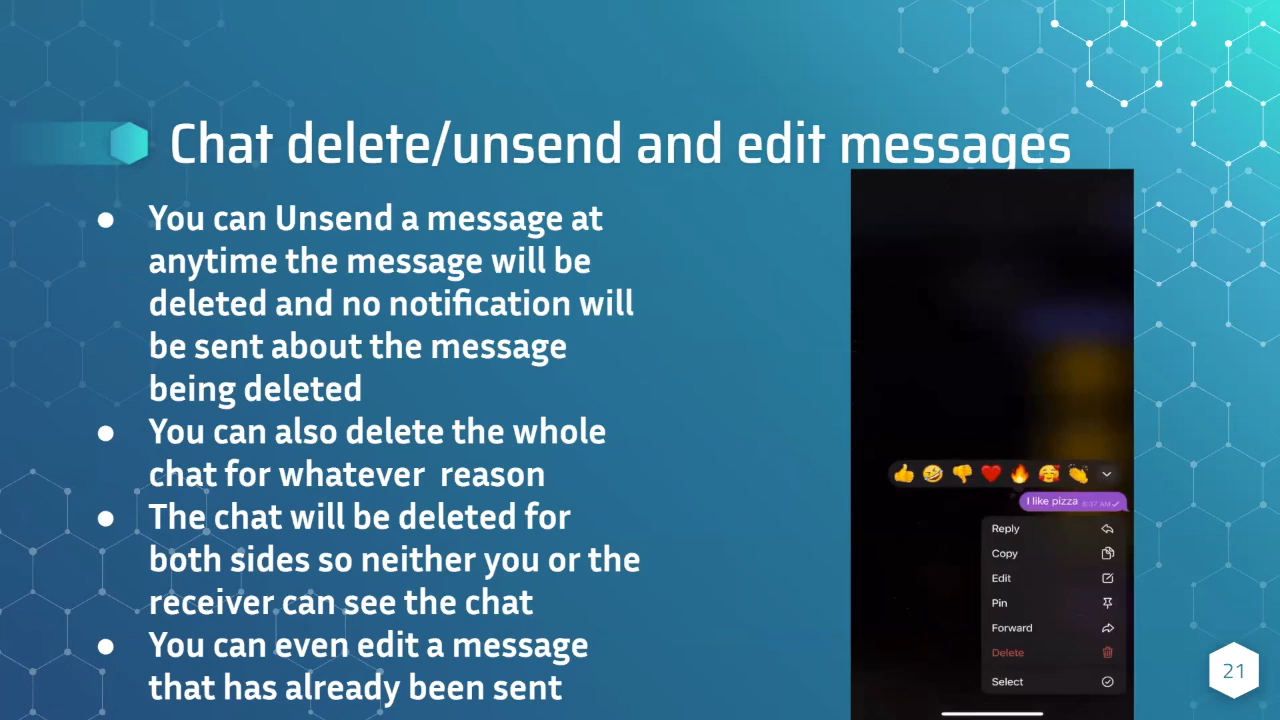 Chat delete/unsend and edit messages
● You can Unsend a message at
anytime the message will be
deleted and no notification will
be sent about the message
being deleted
● You can also delete the whole
chat for whatever  reason
● The chat will be deleted for
both sides so neither you or the
receiver can see the chat
● You can even edit a message
that has already been sent
I like pizza 8:37 AM
Reply
Copy
Edit
Pin
Forward
Delete
Select
21